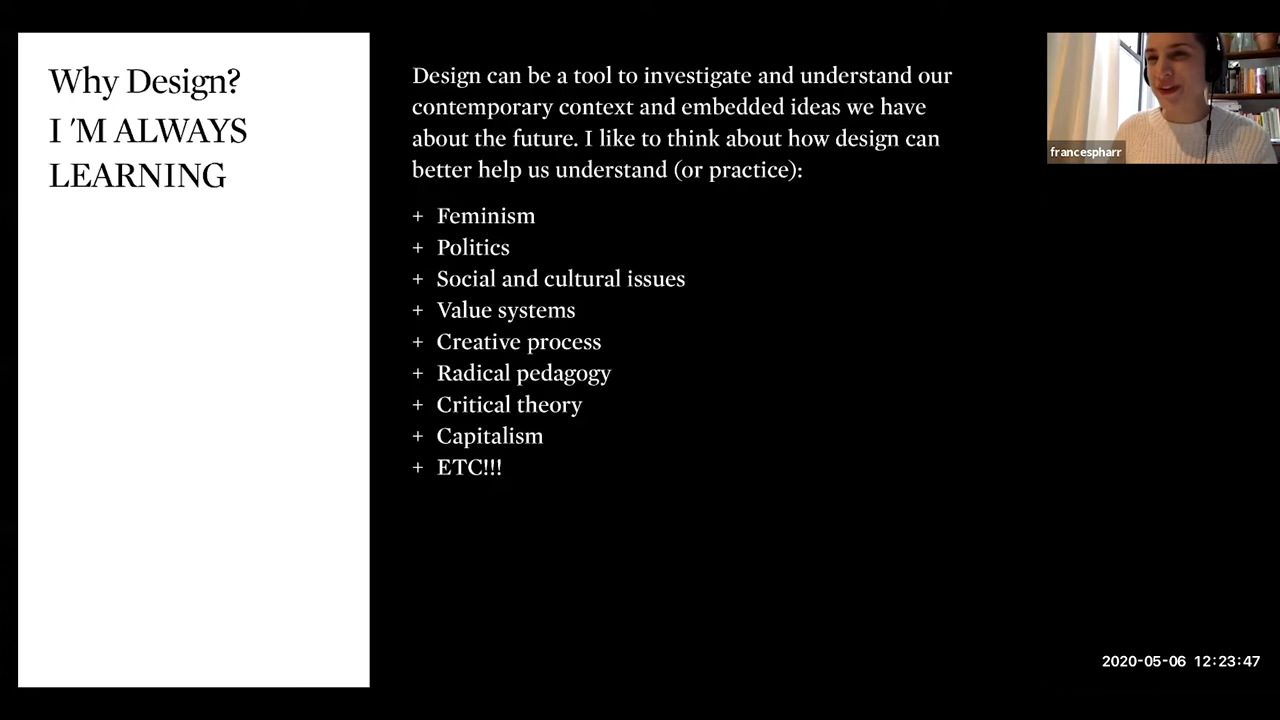 Why Design?
I 'M ALWAYS
LEARNING
Design can be a tool to investigate and understand our
contemporary context and embedded ideas we have
about the future. I like to think about how design can
better help us understand (or practice):
+ Feminism
+ Politics
+ Social and cultural issues
+ Value systems
+ Creative process
+ Radical pedagogy
+ Critical theory
+ Capitalism
+ ETC!!!
francespharr
2020-05-06 12:23:47